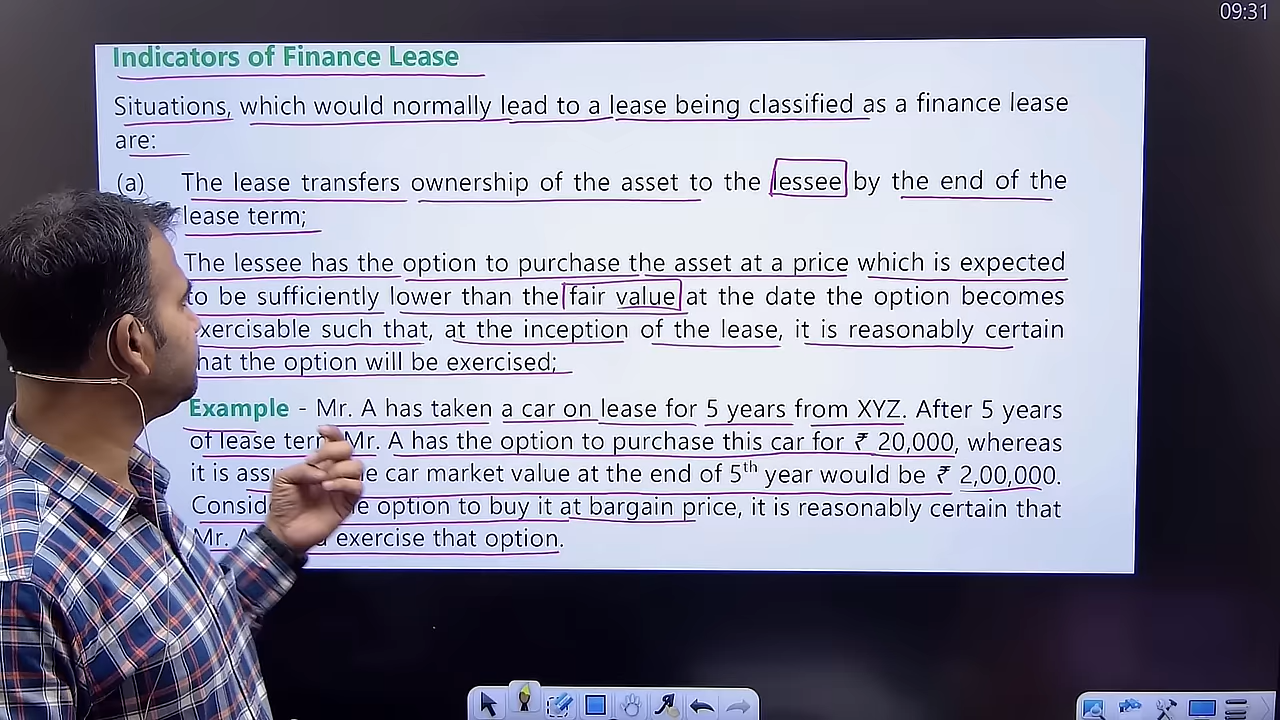 09:31
Indicators of Finance Lease
Situations, which would normally lead to a lease being classified as a finance lease
are:
(a) The lease transfers ownership of the asset to the lessee by the end of the
lease term;
The lessee has the option to purchase the asset at a price which is expected
to be sufficiently lower than the fair value at the date the option becomes
exercisable such that, at the inception of the lease, it is reasonably certain
that the option will be exercised;
Example - Mr. A has taken a car on lease for 5 years from XYZ. After 5 years
of lease term Mr. A has the option to purchase this car for ₹ 20,000, whereas
it is car market value at the end of 5th year would be ₹ 2,00,000.
option to buy it at bargain price, it is reasonably certain that
Mr. A exercise that option.